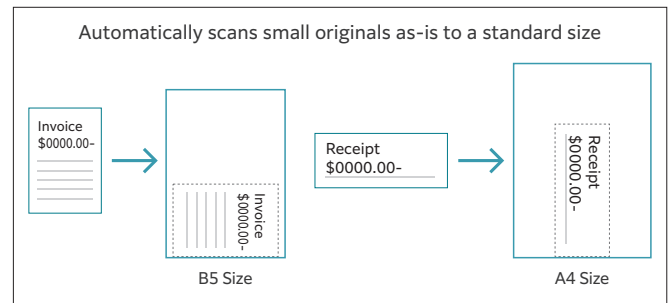 Automatically scans small originals as-is to a standard size
Invoice
$0000.00-
Invoice
$0000.00-
B5 Size
Receipt
$0000.00-
Receipt
$0000.00-
A4 Size